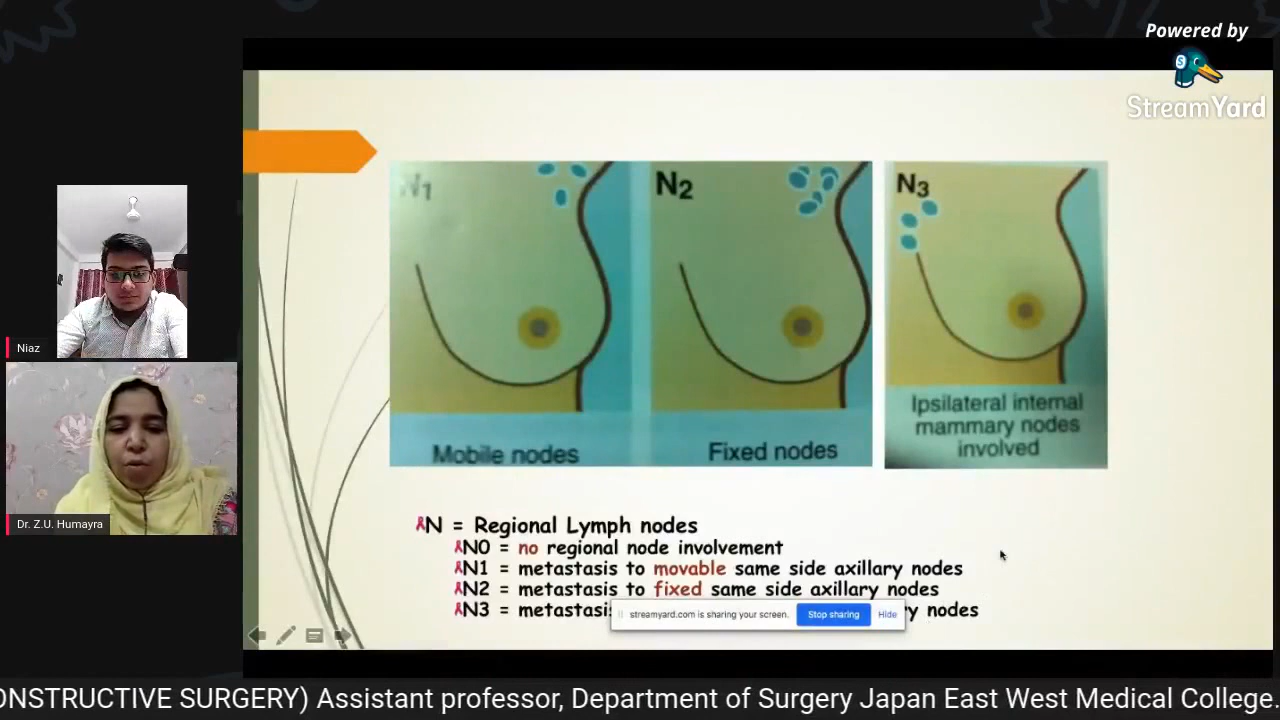 Powered by
StreamYard
N1
N2
N3
Mobile nodes
Fixed nodes
Ipsilateral internal
mammary nodes
involved
Niaz
Dr. Z.U. Humayra
N = Regional Lymph nodes
N0 = no regional node involvement
N1 = metastasis to movable same side axillary nodes
N2 = metastasis to fixed same side axillary nodes
N3 = nodes
streamyard.com is sharing your screen. Stop sharing Hide
SURGERY) Assistant professor, Department of Surgery Japan East West Medical College.